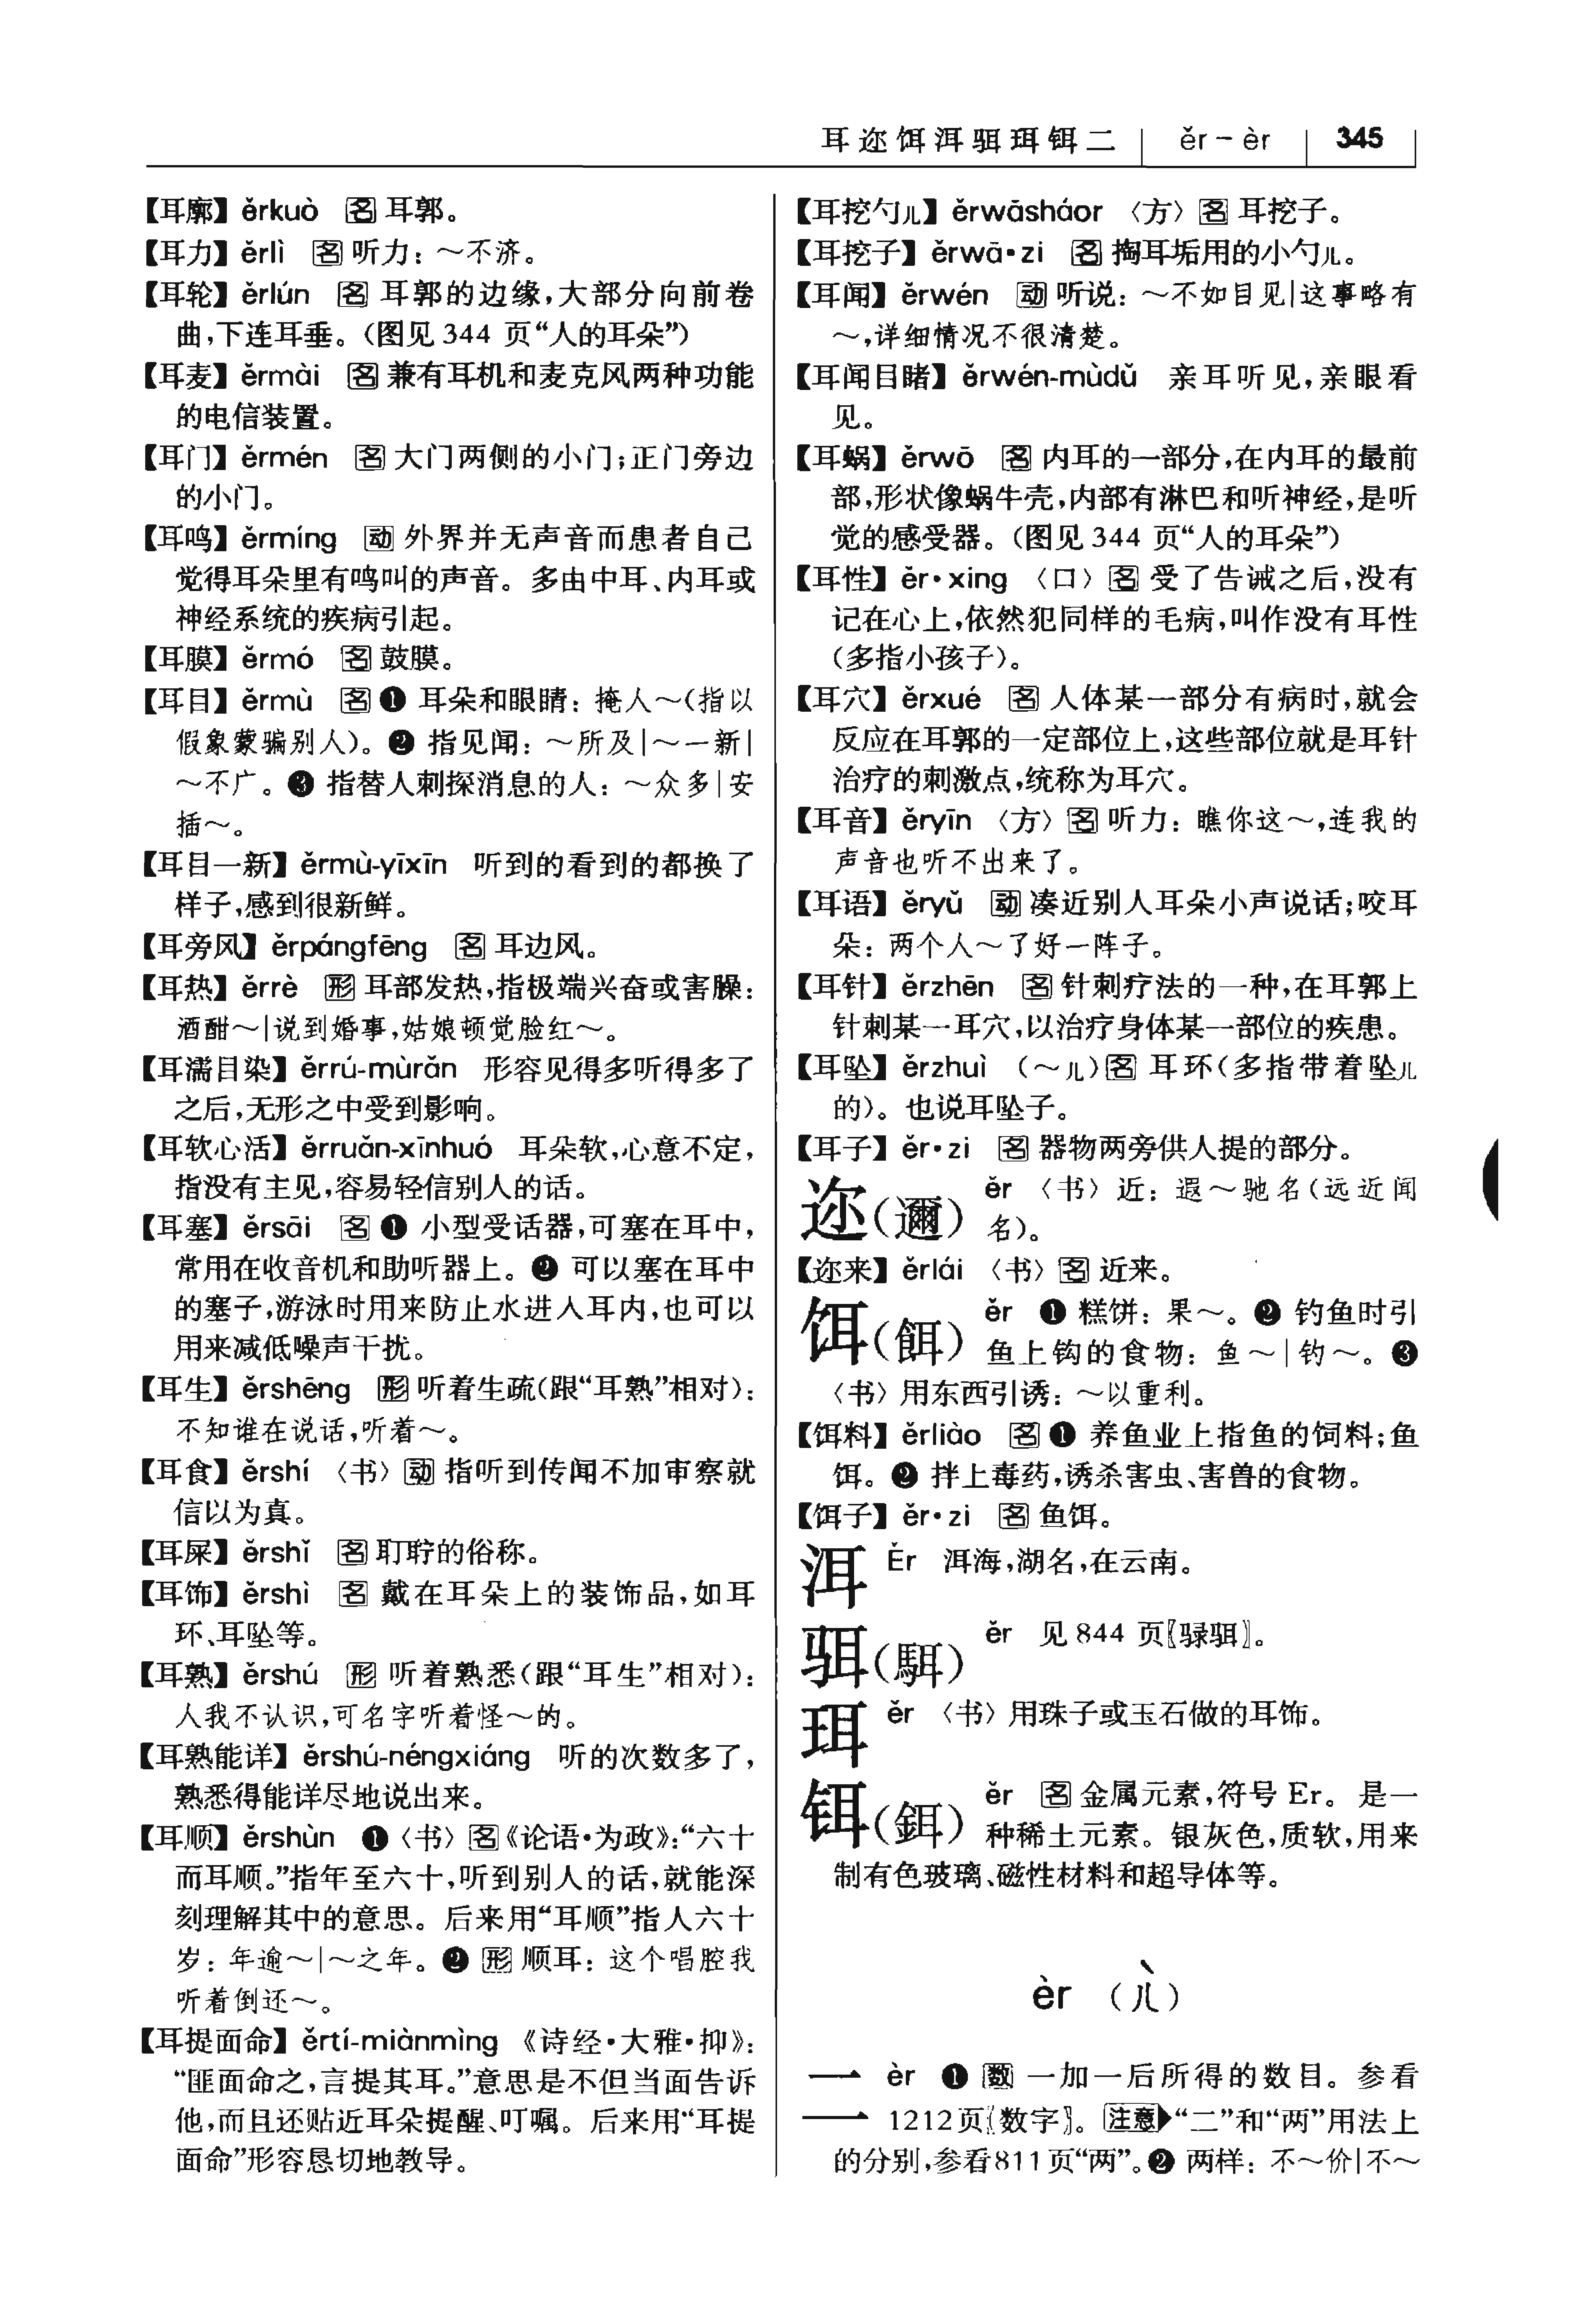 耳迩饵洱駬珥铒二 ěr－èr 345
【耳廓】ěrkuò 名 耳郭。
【耳力】ěrlì 名 听力：～不济。
【耳轮】ěrlún 名 耳郭的边缘,大部分向前卷
曲,下连耳垂。(图见 344 页“人的耳朵”)
【耳麦】ěrmài 名 兼有耳机和麦克风两种功能
的电信装置。
【耳门】ěrmén 名 大门两侧的小门;正门旁边
的小门。
【耳鸣】ěrmíng 动 外界并无声音而患者自己
觉得耳朵里有鸣叫的声音。多由中耳、内耳或
神经系统的疾病引起。
【耳膜】ěrmó 名 鼓膜。
【耳目】ěrmù 名 ❶ 耳朵和眼睛：掩人～(指以
假象蒙骗别人)。❷ 指见闻：～所及|～一新|
～不广。❸ 指替人刺探消息的人：～众多|安
插～。
【耳目一新】ěrmù-yīxīn 听到的看到的都换了
样子,感到很新鲜。
【耳旁风】ěrpángfēng 名 耳边风。
【耳热】ěrrè 形 耳部发热,指极端兴奋或害臊：
酒酣～|说到婚事,姑娘顿觉脸红～。
【耳濡目染】ěrrú-mùrǎn 形容见得多听得多了
之后,无形之中受到影响。
【耳软心活】ěrruǎn-xīnhuó 耳朵软,心意不定,
指没有主见,容易轻信别人的话。
【耳塞】ěrsāi 名 ❶ 小型受话器,可塞在耳中,
常用在收音机和助听器上。❷ 可以塞在耳中
的塞子,游泳时用来防止水进入耳内,也可以
用来减低噪声干扰。
【耳生】ěrshēng 形 听着生疏(跟“耳熟”相对)：
不知谁在说话,听着～。
【耳食】ěrshí 〈书〉动 指听到传闻不加审察就
信以为真。
【耳屎】ěrshǐ 名 耵聍的俗称。
【耳饰】ěrshì 名 戴在耳朵上的装饰品,如耳
环、耳坠等。
【耳熟】ěrshú 形 听着熟悉(跟“耳生”相对)：
人我不认识,可名字听着怪～的。
【耳熟能详】ěrshú-néngxiáng 听的次数多了,
熟悉得能详尽地说出来。
【耳顺】ěrshùn ❶〈书〉名《论语·为政》：“六十
而耳顺。”指年至六十,听到别人的话,就能深
刻理解其中的意思。后来用“耳顺”指人六十
岁：年逾～|～之年。❷ 形 顺耳：这个唱腔我
听着倒还～。
【耳提面命】ěrtí-miànmìng 《诗经·大雅·抑》：
“匪面命之,言提其耳。”意思是不但当面告诉
他,而且还贴近耳朵提醒、叮嘱。后来用“耳提
面命”形容恳切地教导。
【耳挖勺儿】ěrwāsháor 〈方〉名 耳挖子。
【耳挖子】ěrwā·zi 名 掏耳垢用的小勺儿。
【耳闻】ěrwén 动 听说：～不如目见|这事略有
～,详细情况不很清楚。
【耳闻目睹】ěrwén-mùdǔ 亲耳听见,亲眼看
见。
【耳蜗】ěrwō 名 内耳的一部分,在内耳的最前
部,形状像蜗牛壳,内部有淋巴和听神经,是听
觉的感受器。(图见 344 页“人的耳朵”)
【耳性】ěr·xing 〈口〉名 受了告诫之后,没有
记在心上,依然犯同样的毛病,叫作没有耳性
(多指小孩子)。
【耳穴】ěrxué 名 人体某一部分有病时,就会
反应在耳郭的一定部位上,这些部位就是耳针
治疗的刺激点,统称为耳穴。
【耳音】ěryīn 〈方〉名 听力：瞧你这～,连我的
声音也听不出来了。
【耳语】ěryǔ 动 凑近别人耳朵小声说话;咬耳
朵：两个人～了好一阵子。
【耳针】ěrzhēn 名 针刺疗法的一种,在耳郭上
针刺某一耳穴,以治疗身体某一部位的疾患。
【耳坠】ěrzhuì (～儿)名 耳环(多指带着坠儿
的)。也说耳坠子。
【耳子】ěr·zi 名 器物两旁供人提的部分。
迩(邇) ěr 〈书〉近：遐～驰名(远近闻
名)。
【迩来】ěrlái 〈书〉名 近来。
饵(餌) ěr ❶ 糕饼：果～。❷ 钓鱼时引
鱼上钩的食物：鱼～|钓～。❸
〈书〉用东西引诱：～以重利。
【饵料】ěrliào 名 ❶ 养鱼业上指鱼的饲料;鱼
饵。❷ 拌上毒药,诱杀害虫、害兽的食物。
【饵子】ěr·zi 名 鱼饵。
洱 Ěr 洱海,湖名,在云南。
駬(駬) ěr 见 844 页〖𫘧駬〗。
珥 ěr 〈书〉用珠子或玉石做的耳饰。
铒(鉺) ěr 名 金属元素,符号 Er。是一
种稀土元素。银灰色,质软,用来
制有色玻璃、磁性材料和超导体等。
èr (ㄦˋ)
二 èr ❶ 数 一加一后所得的数目。参看
1212页〖数字〗。注意▶“二”和“两”用法上
的分别,参看811页“两”。❷ 两样：不～价|不～